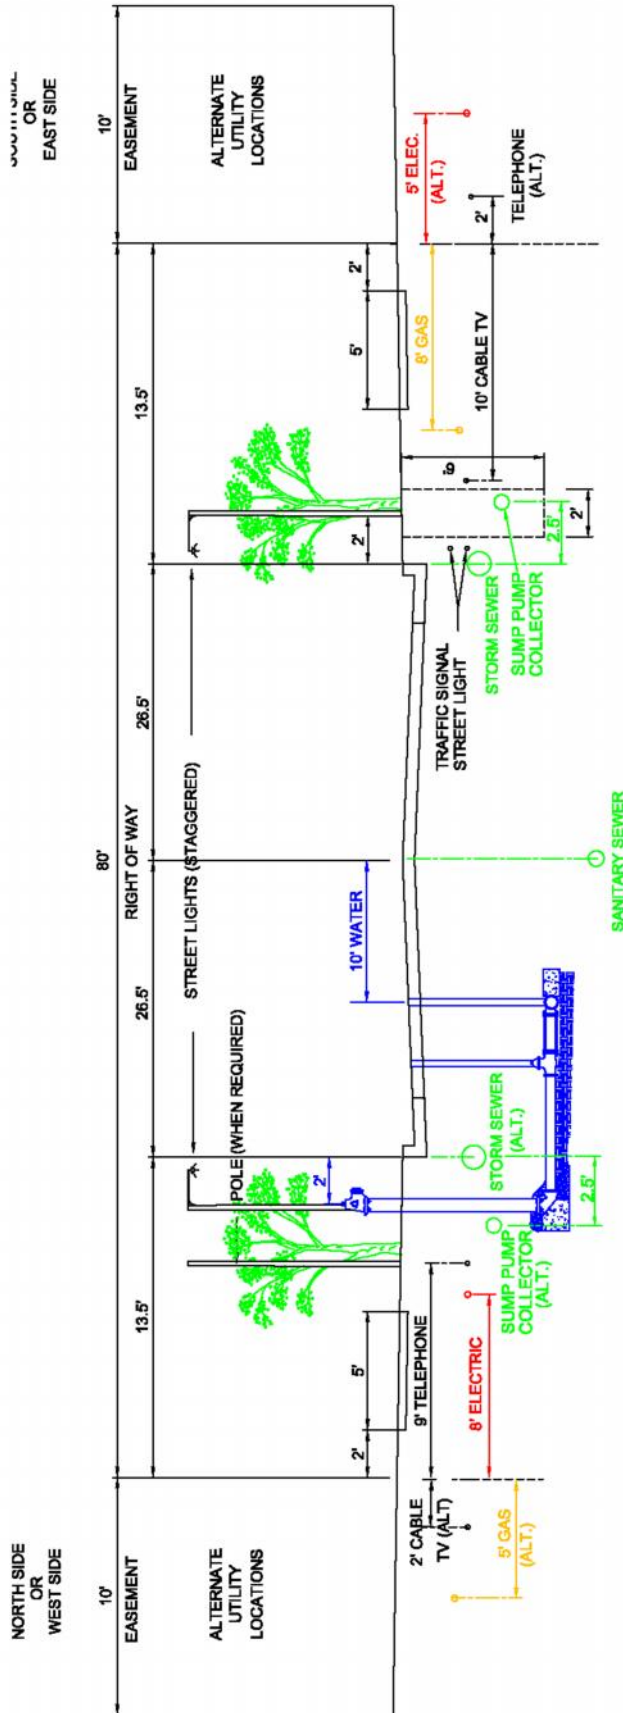 NORTH SIDE
OR
WEST SIDE
SOUTH SIDE
OR
EAST SIDE
10'
80'
10'
EASEMENT
RIGHT OF WAY
EASEMENT
13.5'
26.5'
26.5'
13.5'
ALTERNATE
UTILITY
LOCATIONS
STREET LIGHTS (STAGGERED)
ALTERNATE
UTILITY
LOCATIONS
POLE (WHEN REQUIRED)
2'
5'
2'
10' WATER
2'
5'
2'
2' CABLE
TV (ALT)
9' TELEPHONE
8' ELECTRIC
5' GAS
(ALT.)
SUMP PUMP
COLLECTOR
(ALT.)
STORM SEWER
(ALT.)
2.5'
SANITARY SEWER
TRAFFIC SIGNAL
STREET LIGHT
STORM SEWER
SUMP PUMP
COLLECTOR
2.5'
2'
6'
8' GAS
10' CABLE TV
5' ELEC.
(ALT.)
2'
TELEPHONE
(ALT.)